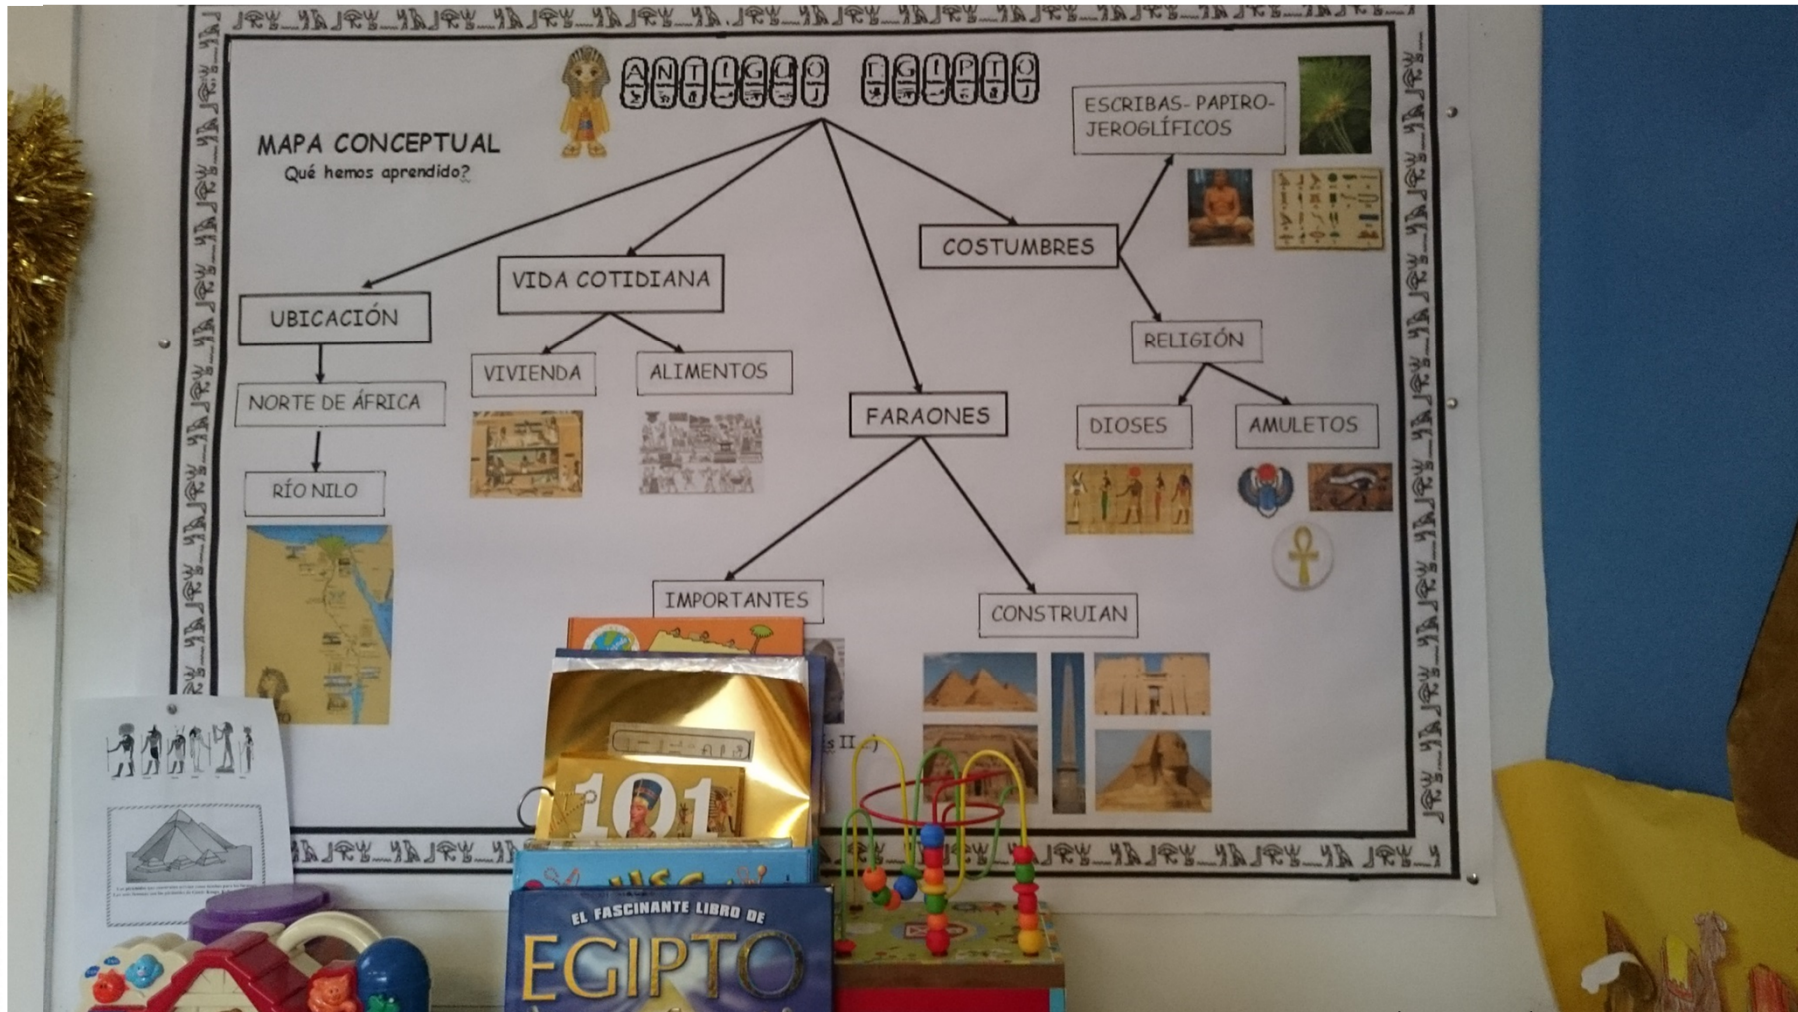 ANTIGUO EGIPTO
MAPA CONCEPTUAL
Qué hemos aprendido?
ESCRIBAS- PAPIRO-
JEROGLÍFICOS
COSTUMBRES
VIDA COTIDIANA
UBICACIÓN
RELIGIÓN
VIVIENDA
ALIMENTOS
NORTE DE ÁFRICA
FARAONES
DIOSES
AMULETOS
RÍO NILO
IMPORTANTES
CONSTRUIAN
II
101
EL FASCINANTE LIBRO DE
EGIPTO